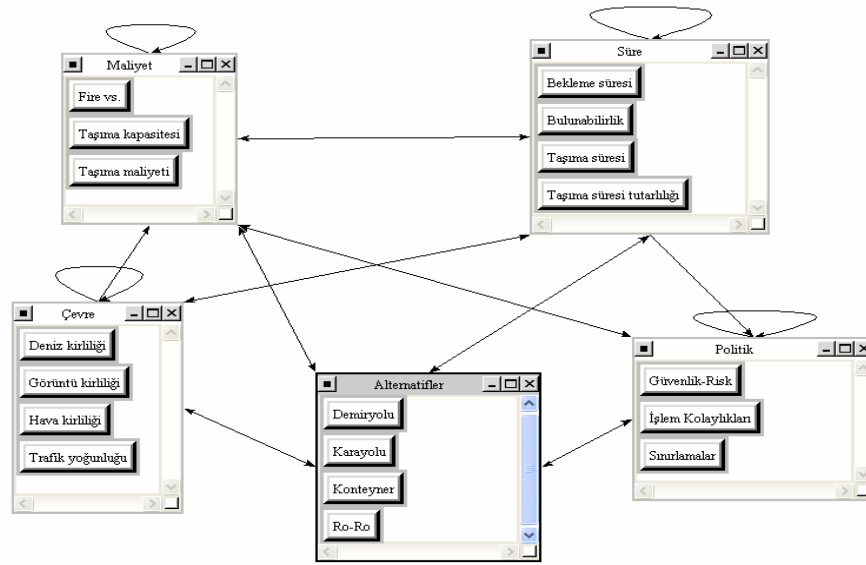 Maliyet
Fire vs.
Taşıma kapasitesi
Taşıma maliyeti
Süre
Bekleme süresi
Bulunabilirlik
Taşıma süresi
Taşıma süresi tutarlılığı
Çevre
Deniz kirliliği
Görüntü kirliliği
Hava kirliliği
Trafik yoğunluğu
Alternatifler
Demiryolu
Karayolu
Konteyner
Ro-Ro
Politik
Güvenlik-Risk
İşlem Kolaylıkları
Sınırlamalar